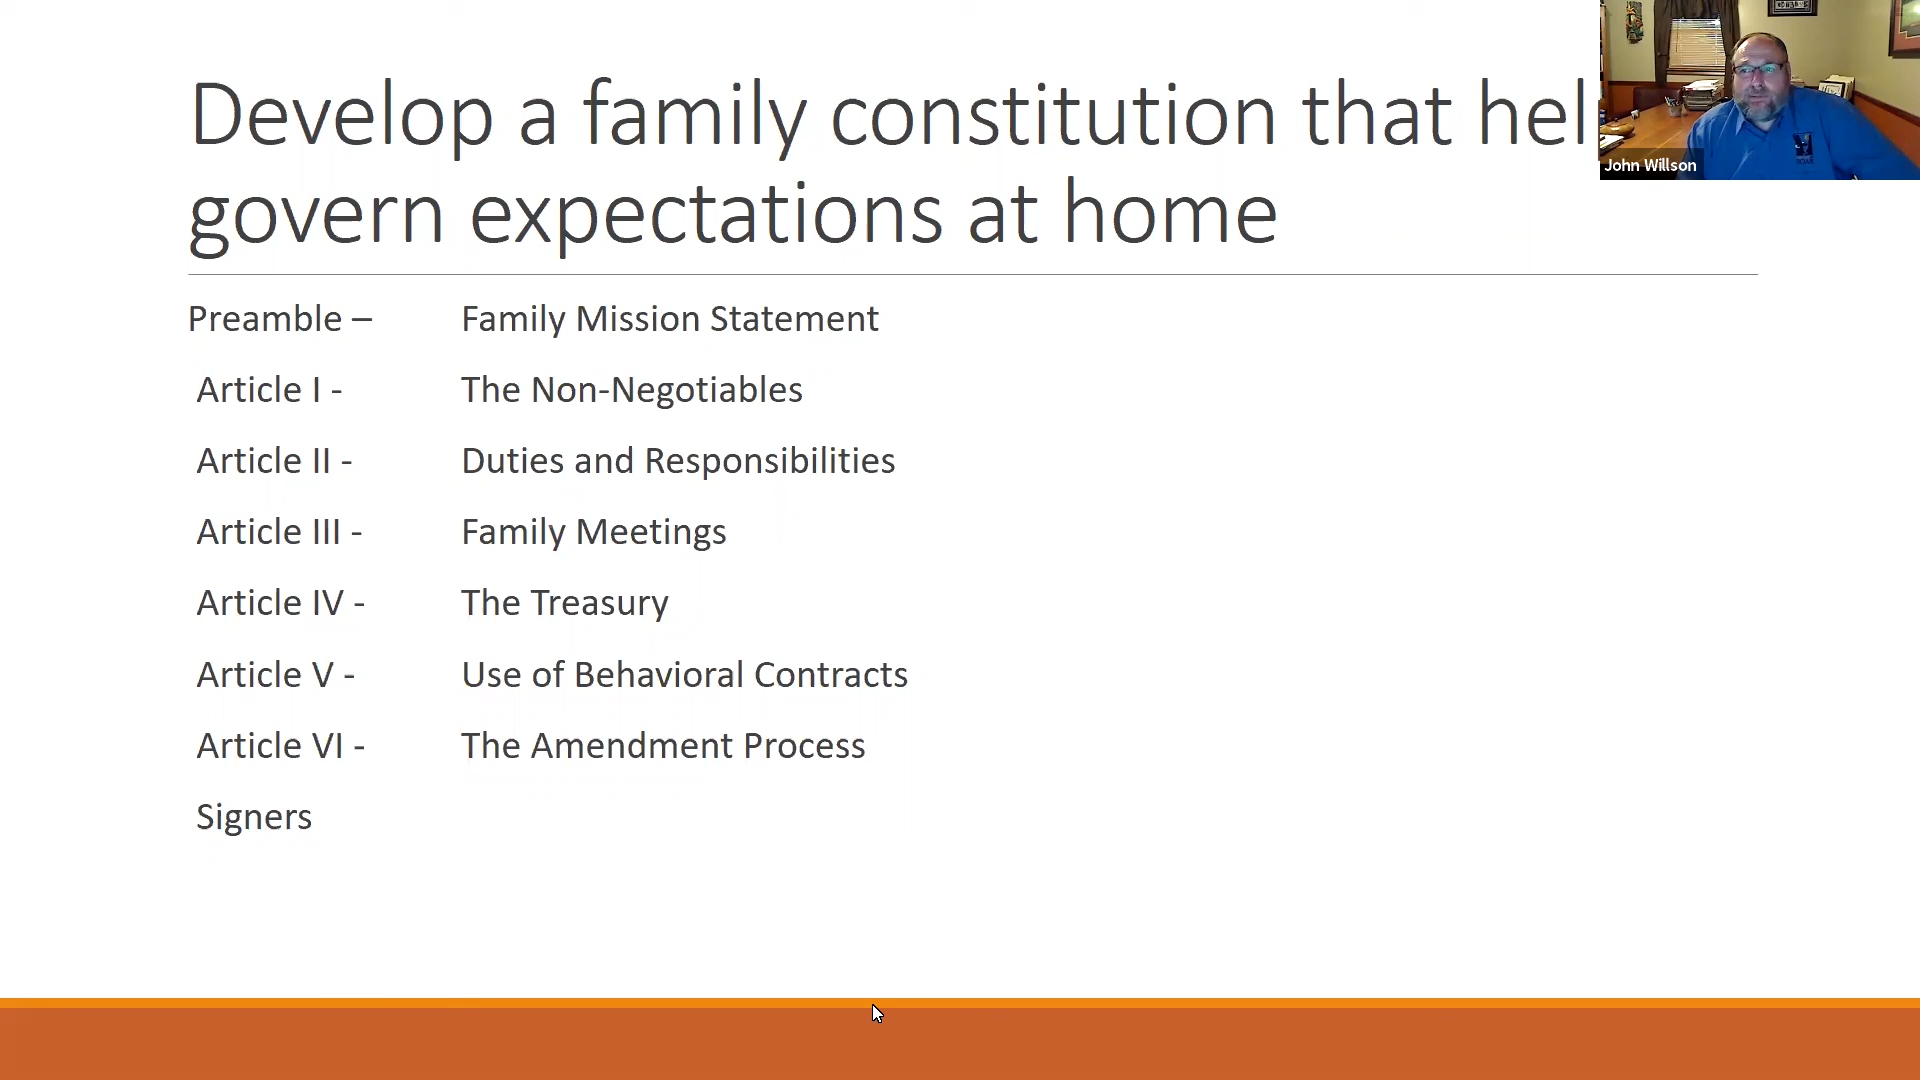 Develop a family constitution that hel
govern expectations at home
Preamble – Family Mission Statement
Article I - The Non-Negotiables
Article II - Duties and Responsibilities
Article III - Family Meetings
Article IV - The Treasury
Article V - Use of Behavioral Contracts
Article VI - The Amendment Process
Signers
John Willson